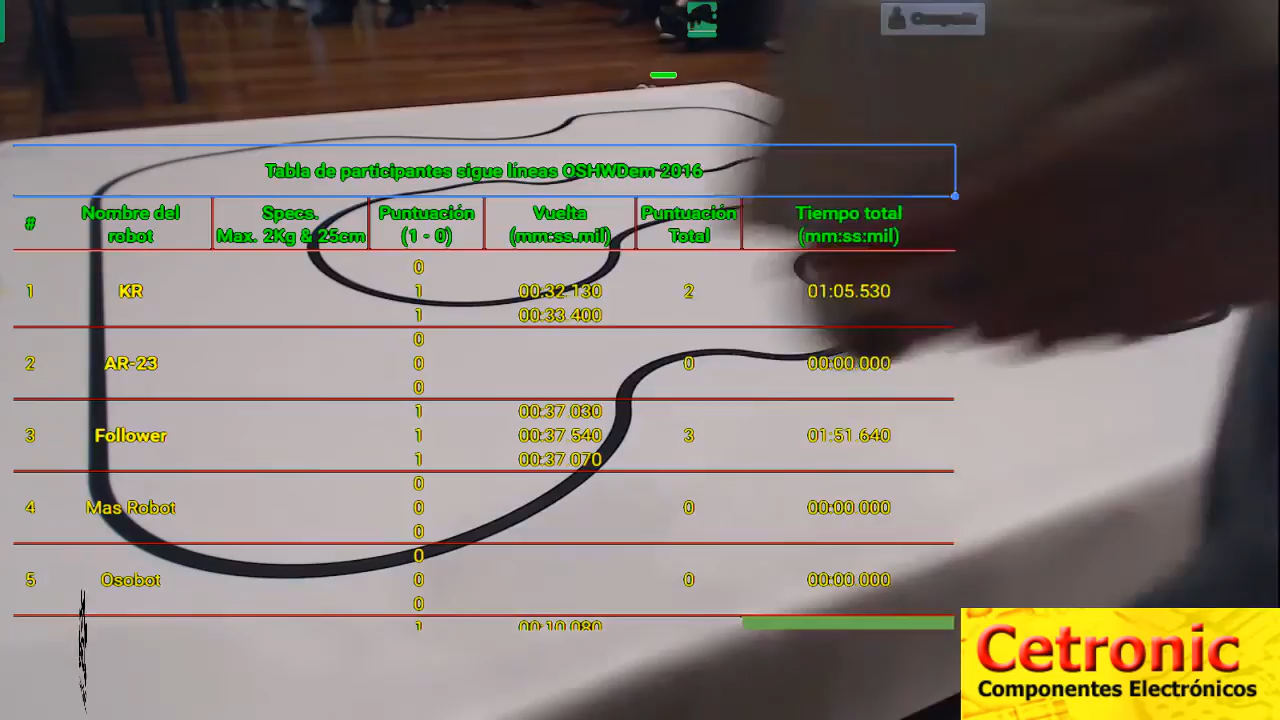 Tabla de participantes sigue líneas OSHWDem 2016
# Nombre del robot Specs. Max. 2Kg & 25cm Puntuación (1 - 0) Vuelta (mm:ss.mil) Puntuación Total Tiempo total (mm:ss:mil)
0
1 KR 1 00:32.130 2 01:05.530
1 00:33.400
0
2 AR-23 0 0 00:00.000
0
1 00:37.030
3 Follower 1 00:37.540 3 01:51.640
1 00:37.070
0
4 Mas Robot 0 0 00:00.000
0
0
5 Osobot 0 0 00:00.000
0
1 00:10.080
Cetronic
Componentes Electrónicos